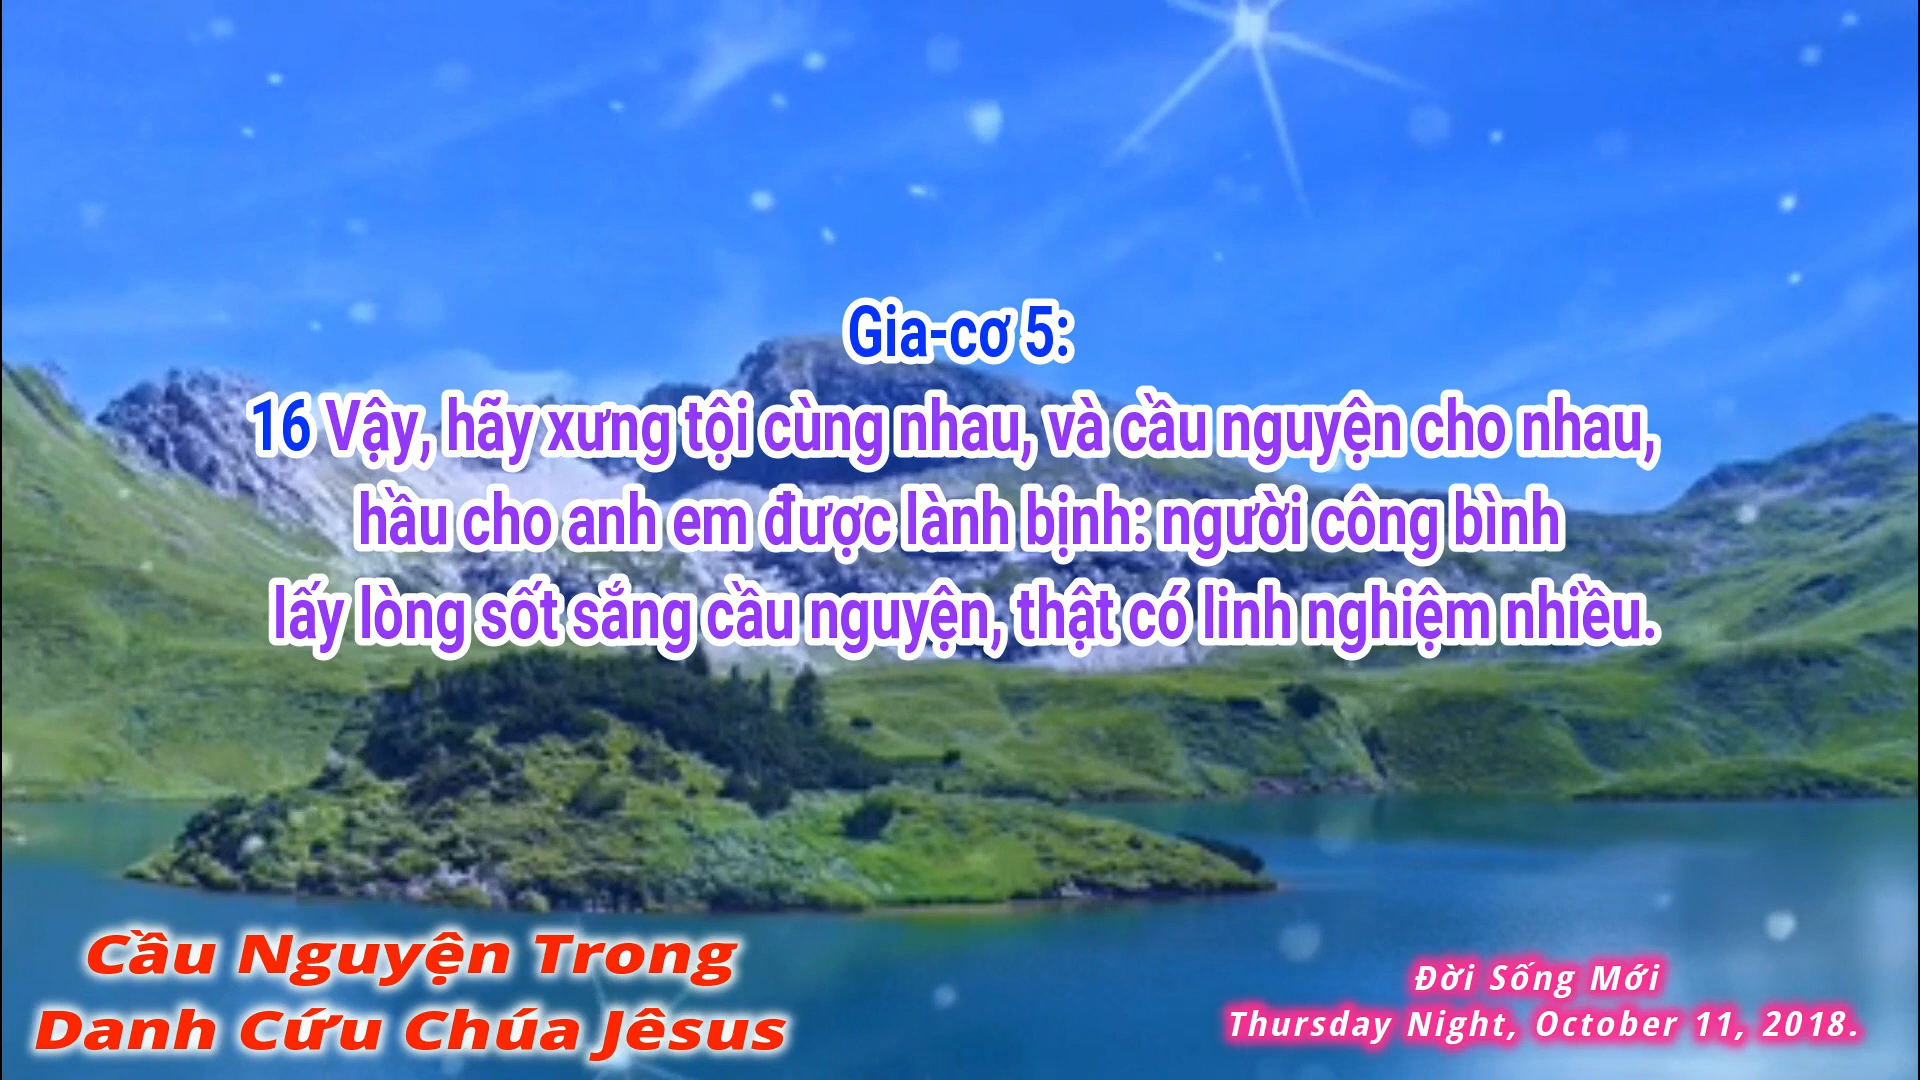 Gia-cơ 5:
16 Vậy, hãy xưng tội cùng nhau, và cầu nguyện cho nhau,
hầu cho anh em được lành bịnh: người công bình
lấy lòng sốt sắng cầu nguyện, thật có linh nghiệm nhiều.
Cầu Nguyện Trong
Danh Cứu Chúa Jêsus
Đời Sống Mới
Thursday Night, October 11, 2018.